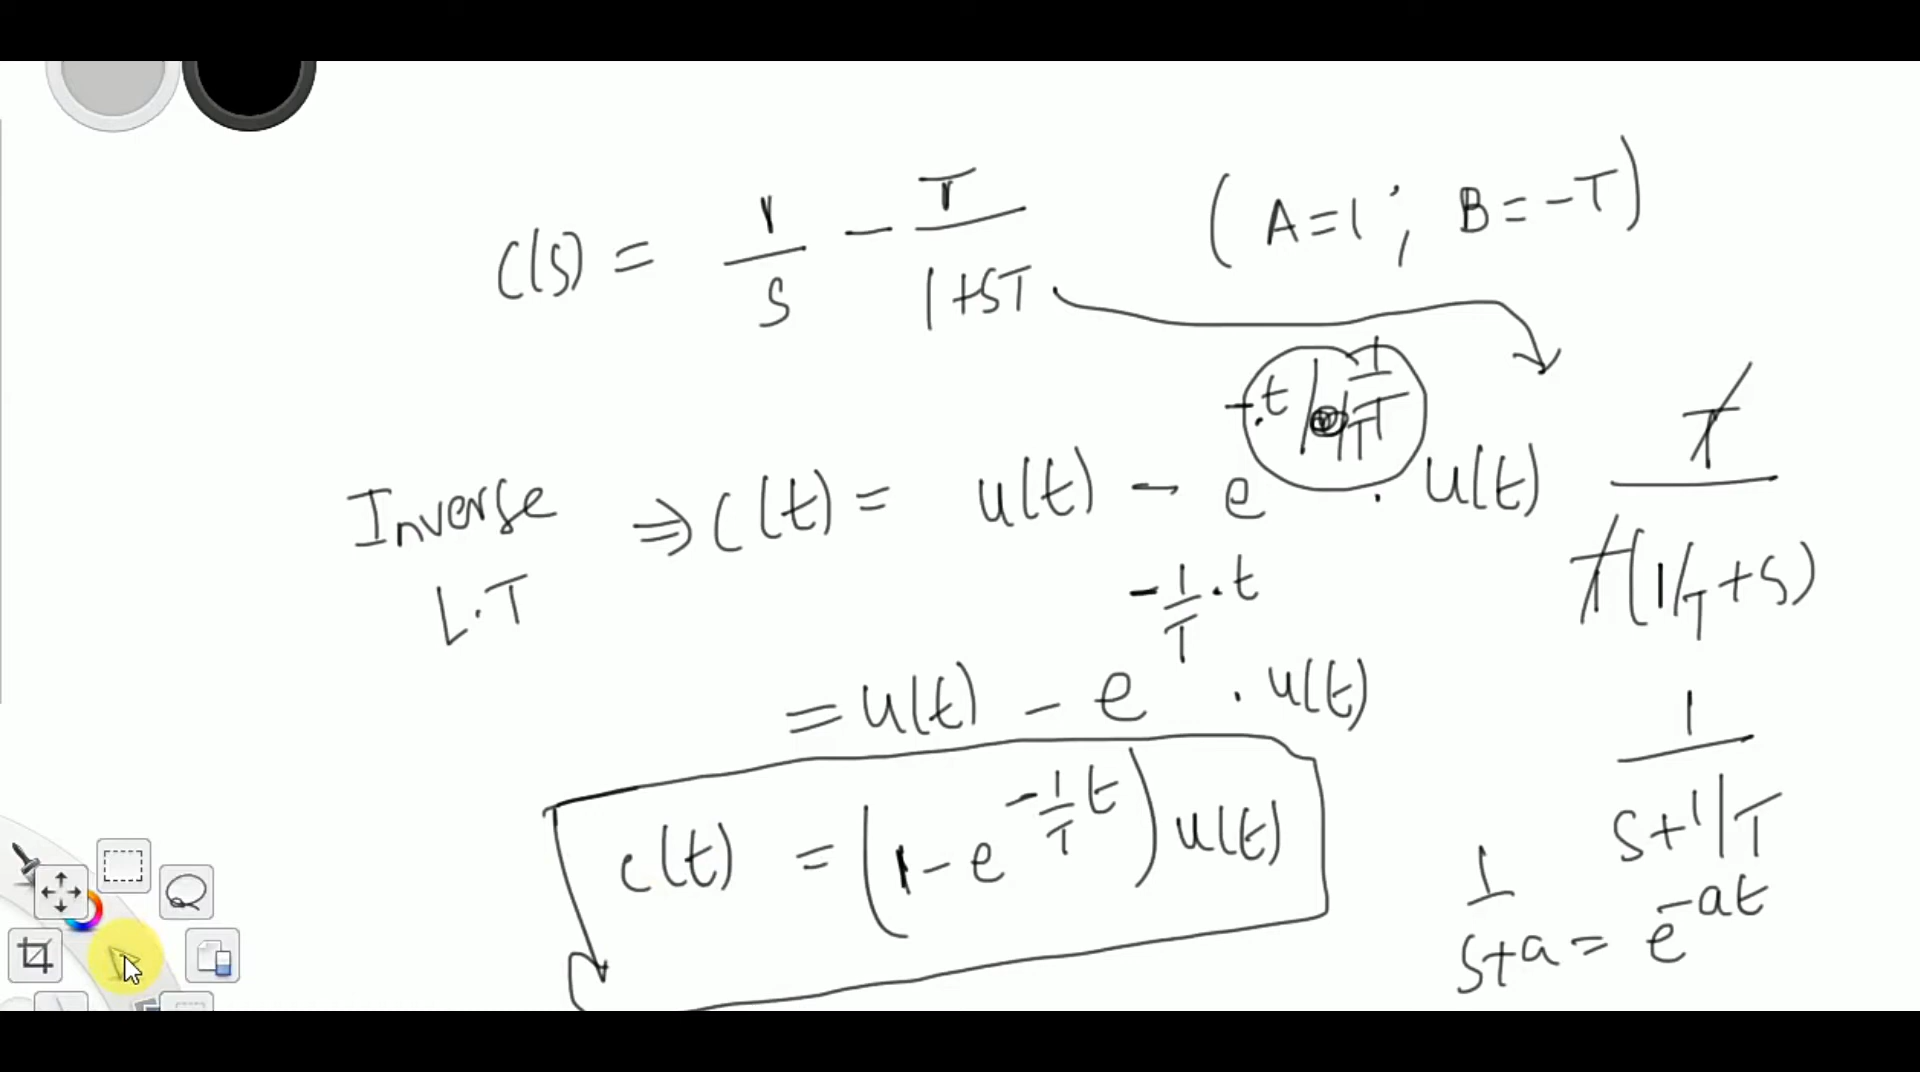 C(S) = 1/S - T/(1+ST) (A=1 ; B=-T)
Inverse L.T ⇒ C(t) = u(t) - e . u(t)
T/(T(1/T+S))
= u(t) - e^(-1/T . t) . u(t)
1/(S+1/T)
c(t) = (1-e^(-1/T t)) u(t)
1/(S+a) = e^(-at)